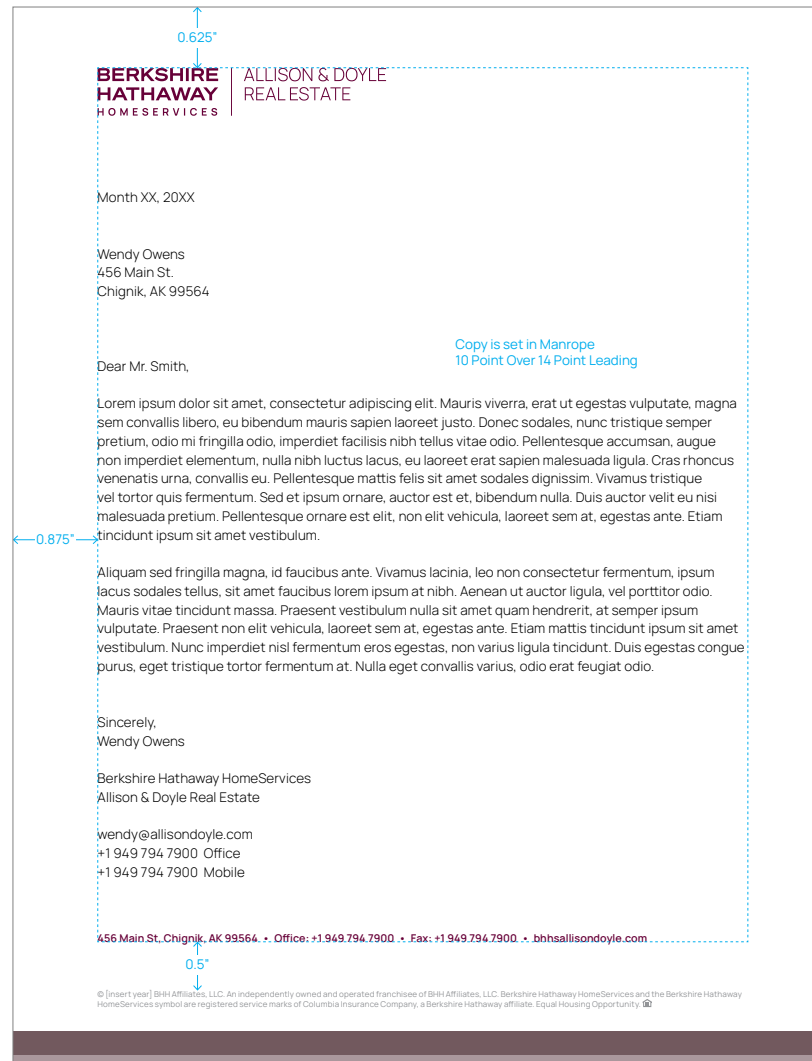 0.625"
BERKSHIRE
HATHAWAY
HOMESERVICES
ALLISON & DOYLE
REAL ESTATE
Month XX, 20XX
Wendy Owens
456 Main St.
Chignik, AK 99564
Copy is set in Manrope
10 Point Over 14 Point Leading
Dear Mr. Smith,
Lorem ipsum dolor sit amet, consectetur adipiscing elit. Mauris viverra, erat ut egestas vulputate, magna
sem convallis libero, eu bibendum mauris sapien laoreet justo. Donec sodales, nunc tristique semper
pretium, odio mi fringilla odio, imperdiet facilisis nibh tellus vitae odio. Pellentesque accumsan, augue
non imperdiet elementum, nulla nibh luctus lacus, eu laoreet erat sapien malesuada ligula. Cras rhoncus
venenatis urna, convallis eu. Pellentesque mattis felis sit amet sodales dignissim. Vivamus tristique
vel tortor quis fermentum. Sed et ipsum ornare, auctor est et, bibendum nulla. Duis auctor velit eu nisi
malesuada pretium. Pellentesque ornare est elit, non elit vehicula, laoreet sem at, egestas ante. Etiam
0.875"
tincidunt ipsum sit amet vestibulum.
Aliquam sed fringilla magna, id faucibus ante. Vivamus lacinia, leo non consectetur fermentum, ipsum
lacus sodales tellus, sit amet faucibus lorem ipsum at nibh. Aenean ut auctor ligula, vel porttitor odio.
Mauris vitae tincidunt massa. Praesent vestibulum nulla sit amet quam hendrerit, at semper ipsum
vulputate. Praesent non elit vehicula, laoreet sem at, egestas ante. Etiam mattis tincidunt ipsum sit amet
vestibulum. Nunc imperdiet nisl fermentum eros egestas, non varius ligula tincidunt. Duis egestas congue
purus, eget tristique tortor fermentum at. Nulla eget convallis varius, odio erat feugiat odio.
Sincerely,
Wendy Owens
Berkshire Hathaway HomeServices
Allison & Doyle Real Estate
wendy@allisondoyle.com
+1 949 794 7900 Office
+1 949 794 7900 Mobile
456 Main St, Chignik, AK 99564 • Office: +1 949 794 7900 • Fax: +1 949 794 7900 • bhhsallisondoyle.com
0.5"
© [insert year] BHH Affiliates, LLC. An independently owned and operated franchisee of BHH Affiliates, LLC. Berkshire Hathaway HomeServices and the Berkshire Hathaway
HomeServices symbol are registered service marks of Columbia Insurance Company, a Berkshire Hathaway affiliate. Equal Housing Opportunity.